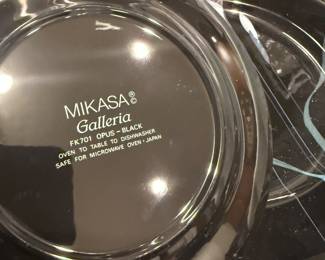 MIKASA®
Galleria
FK701 OPUS - BLACK
OVEN TO TABLE TO DISHWASHER
SAFE FOR MICROWAVE OVEN • JAPAN